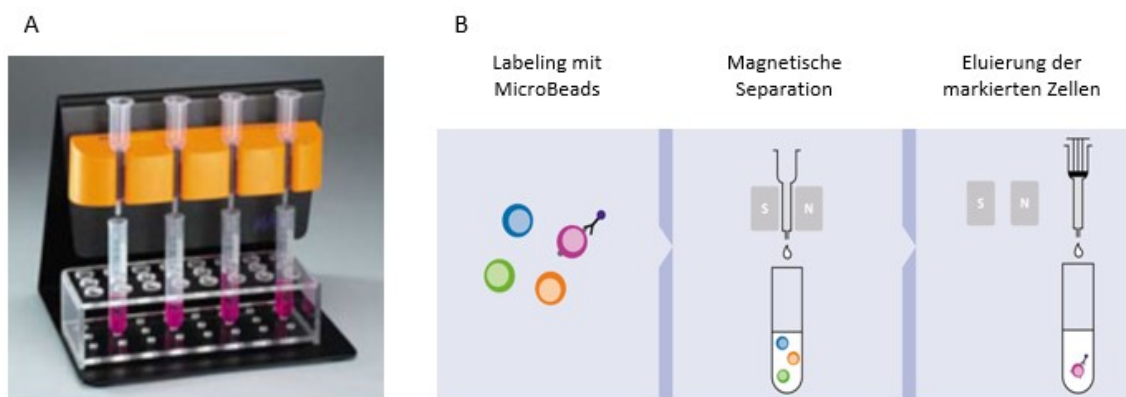 A
B
Labeling mit
MicroBeads
Magnetische
Separation
Eluierung der
markierten Zellen
S
N
S
N